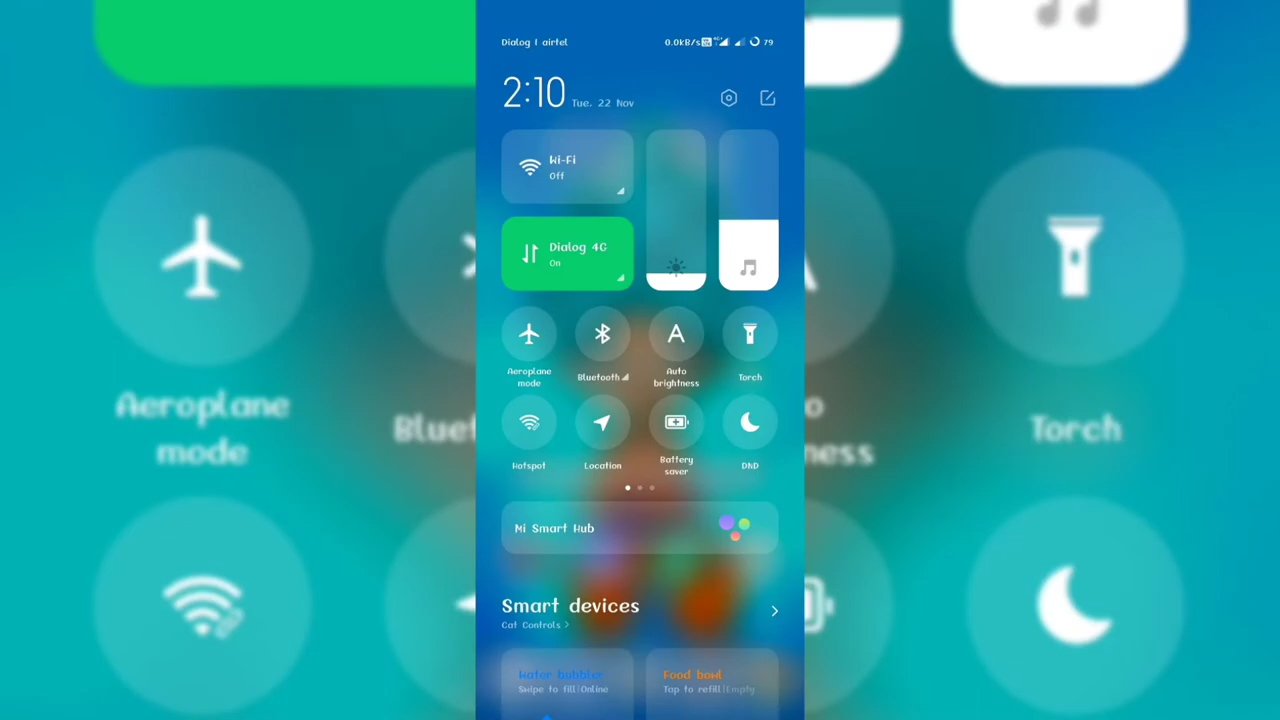 Dialog | airtel
0.0kB/s 4G+ 79
2:10 Tue, 22 Nov
Wi-Fi
Off
Dialog 4G
On
Aeroplane
mode
Bluetooth
Auto
brightness
Torch
Hotspot
Location
Battery
saver
DND
Mi Smart Hub
Smart devices
Cat Controls >
Water bubbler
Swipe to fill|Online
Food bowl
Tap to refill|Empty
Aeroplane
mode
Torch